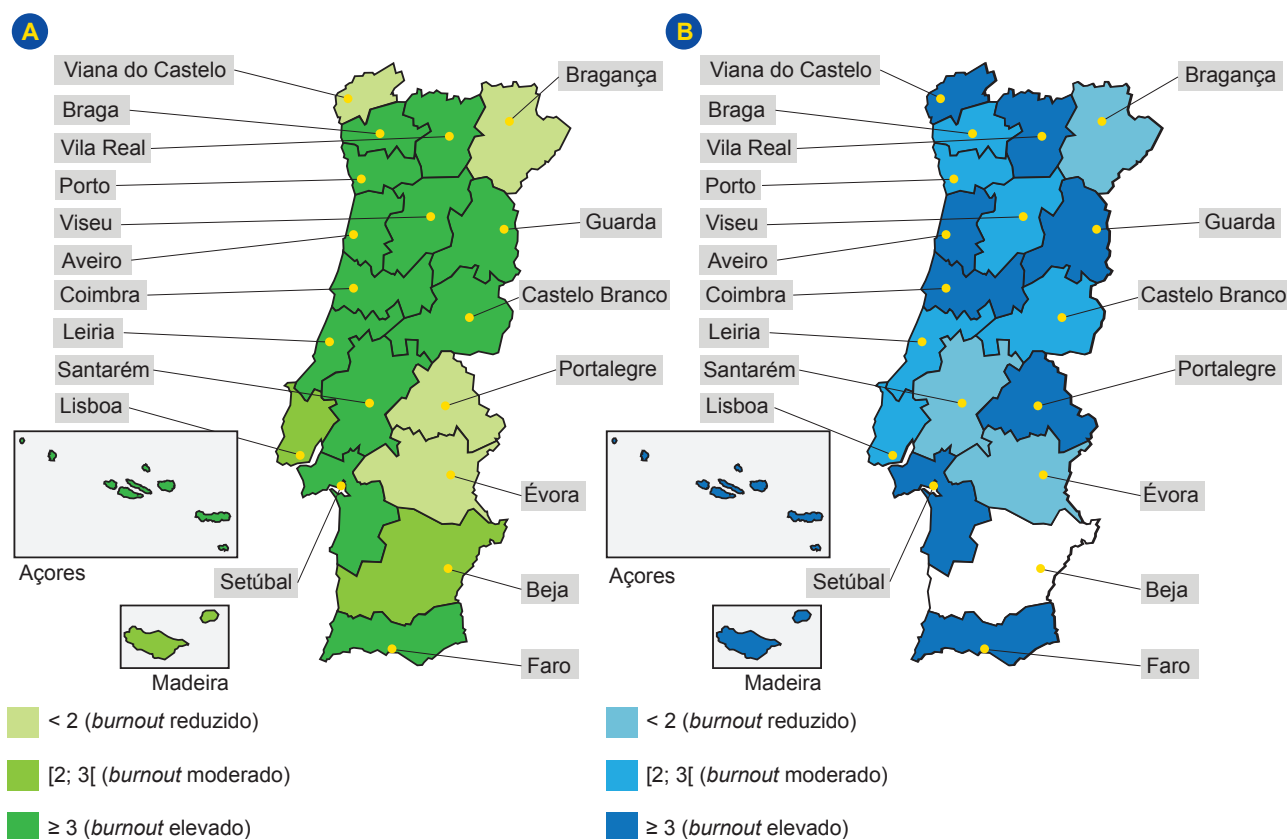 A
Viana do Castelo
Bragança
Braga
Vila Real
Porto
Viseu
Guarda
Aveiro
Coimbra
Castelo Branco
Leiria
Santarém
Portalegre
Lisboa
Évora
Açores
Setúbal
Beja
Madeira
Faro
< 2 (burnout reduzido)
[2; 3[ (burnout moderado)
≥ 3 (burnout elevado)
B
Viana do Castelo
Bragança
Braga
Vila Real
Porto
Viseu
Guarda
Aveiro
Coimbra
Castelo Branco
Leiria
Santarém
Portalegre
Lisboa
Évora
Açores
Setúbal
Beja
Madeira
Faro
< 2 (burnout reduzido)
[2; 3[ (burnout moderado)
≥ 3 (burnout elevado)